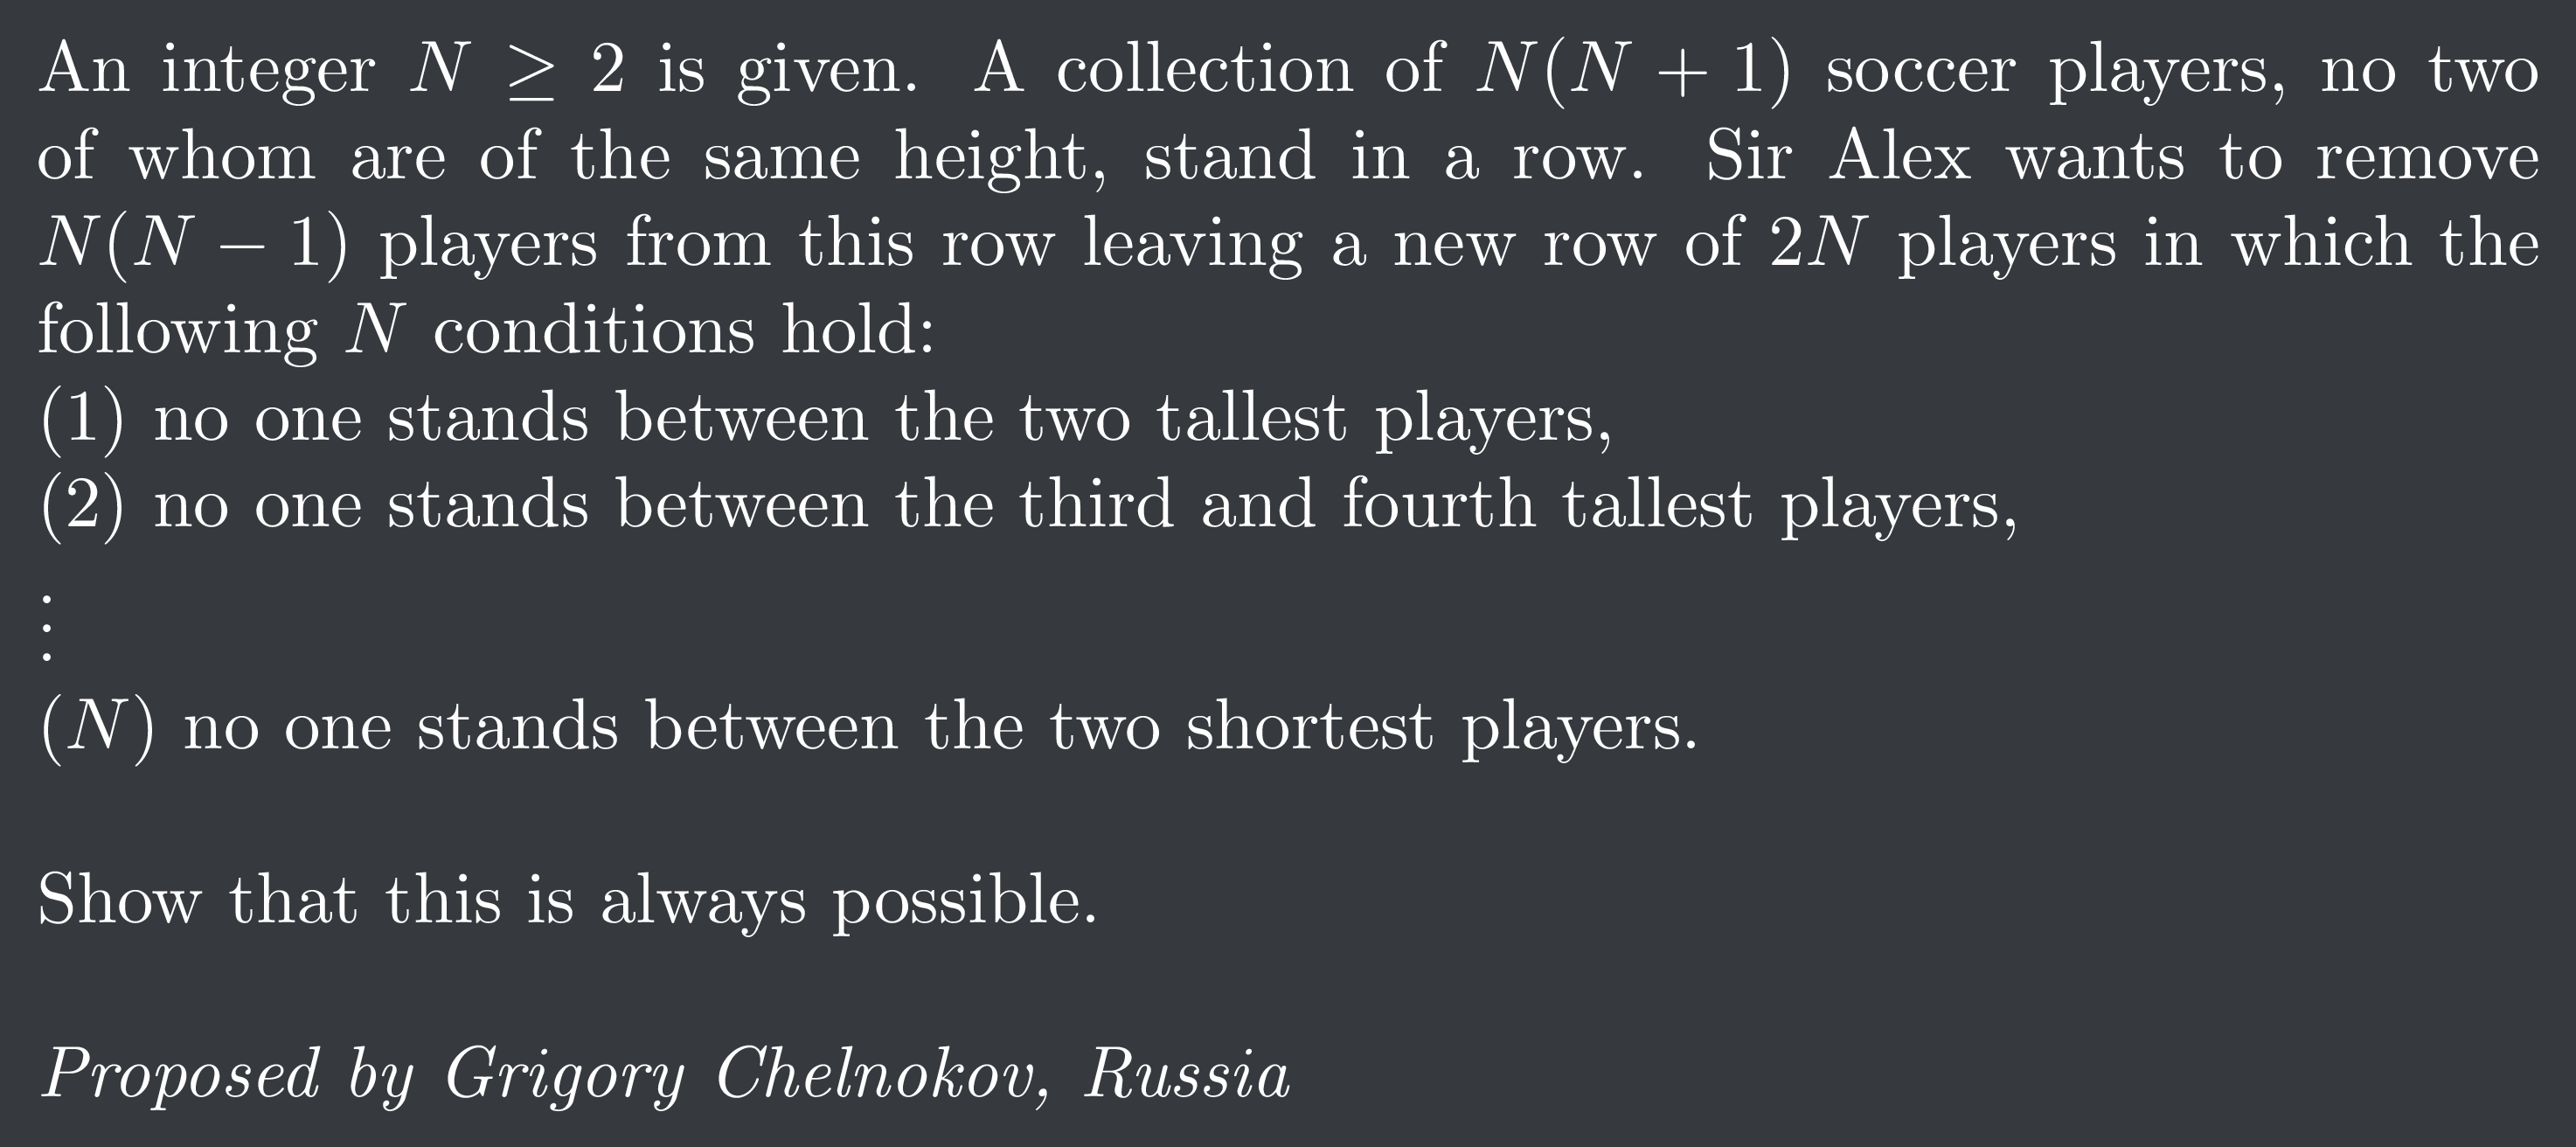 An integer N ≥ 2 is given. A collection of N(N + 1) soccer players, no two
of whom are of the same height, stand in a row. Sir Alex wants to remove
N(N − 1) players from this row leaving a new row of 2N players in which the
following N conditions hold:
(1) no one stands between the two tallest players,
(2) no one stands between the third and fourth tallest players,
⋮
(N) no one stands between the two shortest players.
Show that this is always possible.
Proposed by Grigory Chelnokov, Russia